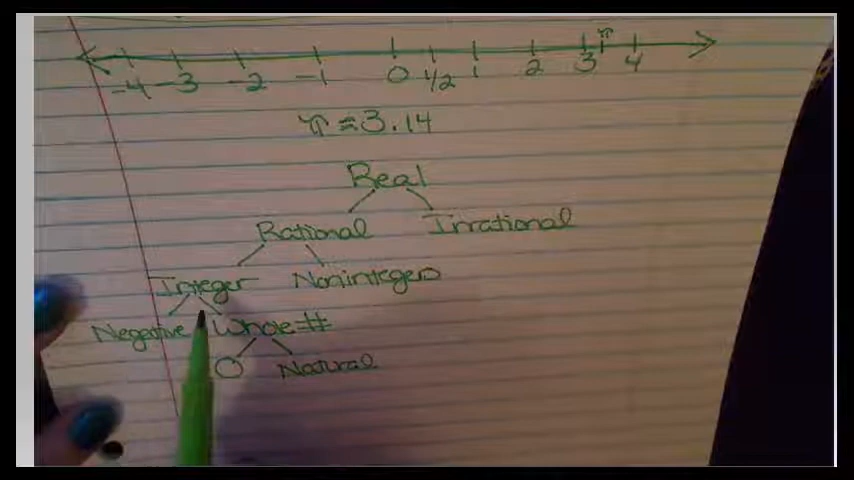 -4 -3 -2 -1 0 1/2 1 2 3 π 4
π ≈ 3.14
Real
Rational Irrational
Integer Nonintegers
Negative Whole #
0 Natural